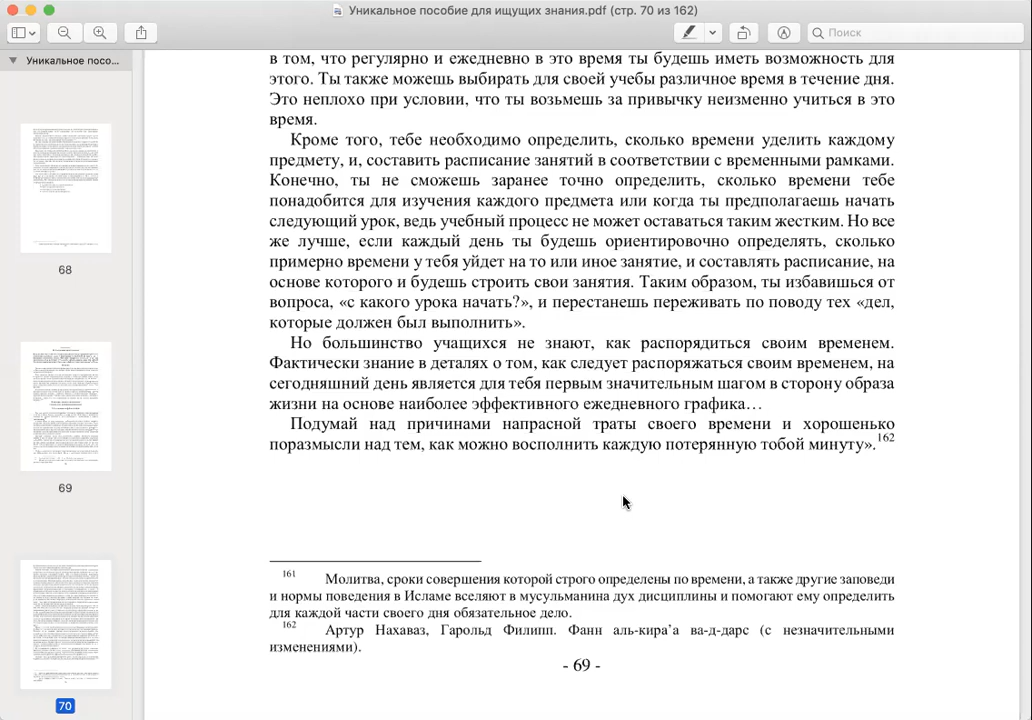 Уникальное пособие для ищущих знания.pdf (стр. 70 из 162)
Поиск
Уникальное посо...
68
69
70
в том, что регулярно и ежедневно в это время ты будешь иметь возможность для
этого. Ты также можешь выбирать для своей учебы различное время в течение дня.
Это неплохо при условии, что ты возьмешь за привычку неизменно учиться в это
время.
Кроме того, тебе необходимо определить, сколько времени уделить каждому
предмету, и, составить расписание занятий в соответствии с временными рамками.
Конечно, ты не сможешь заранее точно определить, сколько времени тебе
понадобится для изучения каждого предмета или когда ты предполагаешь начать
следующий урок, ведь учебный процесс не может оставаться таким жестким. Но все
же лучше, если каждый день ты будешь ориентировочно определять, сколько
примерно времени у тебя уйдет на то или иное занятие, и составлять расписание, на
основе которого и будешь строить свои занятия. Таким образом, ты избавишься от
вопроса, «с какого урока начать?», и перестанешь переживать по поводу тех «дел,
которые должен был выполнить».
Но большинство учащихся не знают, как распорядиться своим временем.
Фактически знание в деталях о том, как следует распоряжаться своим временем, на
сегодняшний день является для тебя первым значительным шагом в сторону образа
жизни на основе наиболее эффективного ежедневного графика…
Подумай над причинами напрасной траты своего времени и хорошенько
поразмысли над тем, как можно восполнить каждую потерянную тобой минуту».162
161 Молитва, сроки совершения которой строго определены по времени, а также другие заповеди
и нормы поведения в Исламе вселяют в мусульманина дух дисциплины и помогают ему определить
для каждой части своего дня обязательное дело.
162 Артур Нахаваз, Гарольд Филипп. Фанн аль-кира’а ва-д-дарс (с незначительными
изменениями).
- 69 -